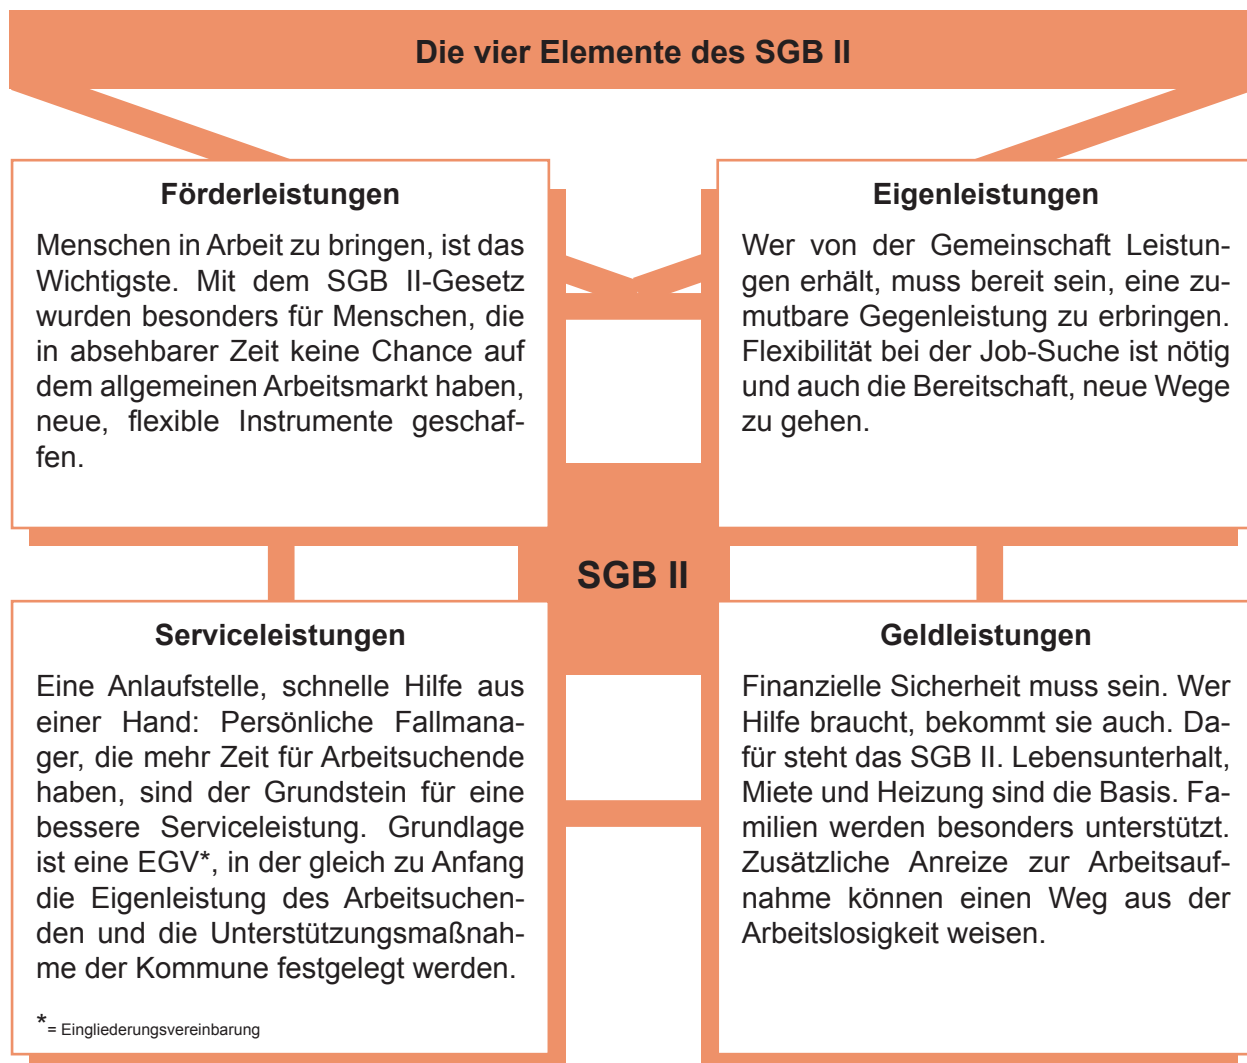 Die vier Elemente des SGB II
Förderleistungen
Menschen in Arbeit zu bringen, ist das
Wichtigste. Mit dem SGB II-Gesetz
wurden besonders für Menschen, die
in absehbarer Zeit keine Chance auf
dem allgemeinen Arbeitsmarkt haben,
neue, flexible Instrumente geschaf-
fen.
Eigenleistungen
Wer von der Gemeinschaft Leistun-
gen erhält, muss bereit sein, eine zu-
mutbare Gegenleistung zu erbringen.
Flexibilität bei der Job-Suche ist nötig
und auch die Bereitschaft, neue Wege
zu gehen.
SGB II
Serviceleistungen
Eine Anlaufstelle, schnelle Hilfe aus
einer Hand: Persönliche Fallmana-
ger, die mehr Zeit für Arbeitsuchende
haben, sind der Grundstein für eine
bessere Serviceleistung. Grundlage
ist eine EGV*, in der gleich zu Anfang
die Eigenleistung des Arbeitsuchen-
den und die Unterstützungsmaßnah-
me der Kommune festgelegt werden.
*= Eingliederungsvereinbarung
Geldleistungen
Finanzielle Sicherheit muss sein. Wer
Hilfe braucht, bekommt sie auch. Da-
für steht das SGB II. Lebensunterhalt,
Miete und Heizung sind die Basis. Fa-
milien werden besonders unterstützt.
Zusätzliche Anreize zur Arbeitsauf-
nahme können einen Weg aus der
Arbeitslosigkeit weisen.